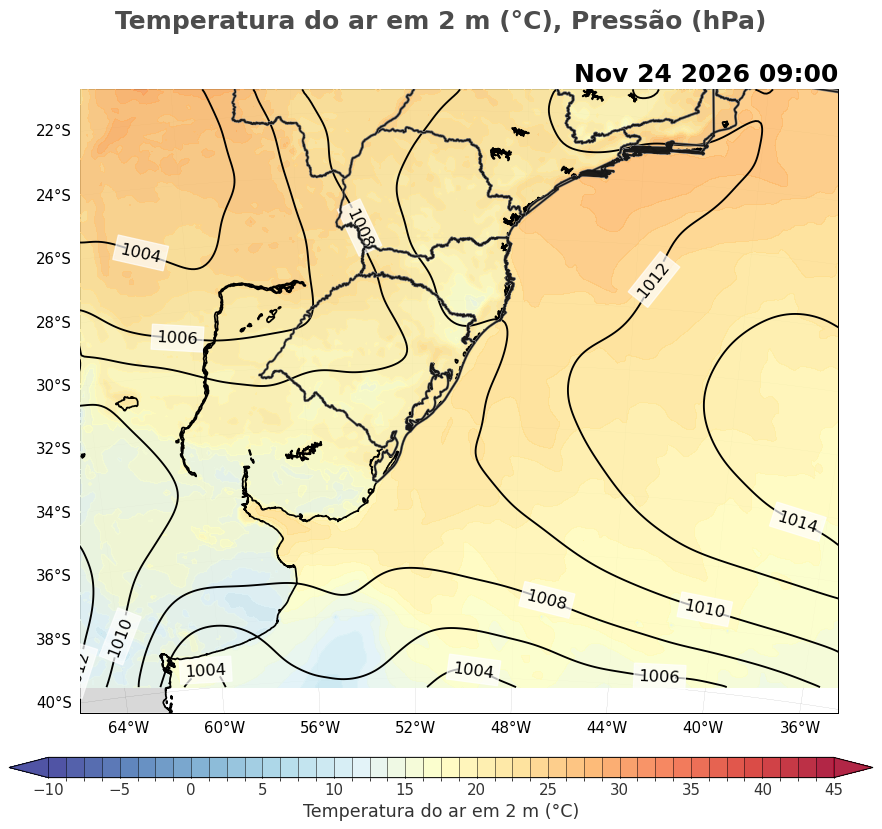 Temperatura do ar em 2 m (°C), Pressão (hPa)
Nov 24 2026 09:00
22°S
24°S
26°S
28°S
30°S
32°S
34°S
36°S
38°S
40°S
1004
1008
1006
1012
1014
1008
1010
1010
1004
1004
1006
64°W 60°W 56°W 52°W 48°W 44°W 40°W 36°W
−10 −5 0 5 10 15 20 25 30 35 40 45
Temperatura do ar em 2 m (°C)